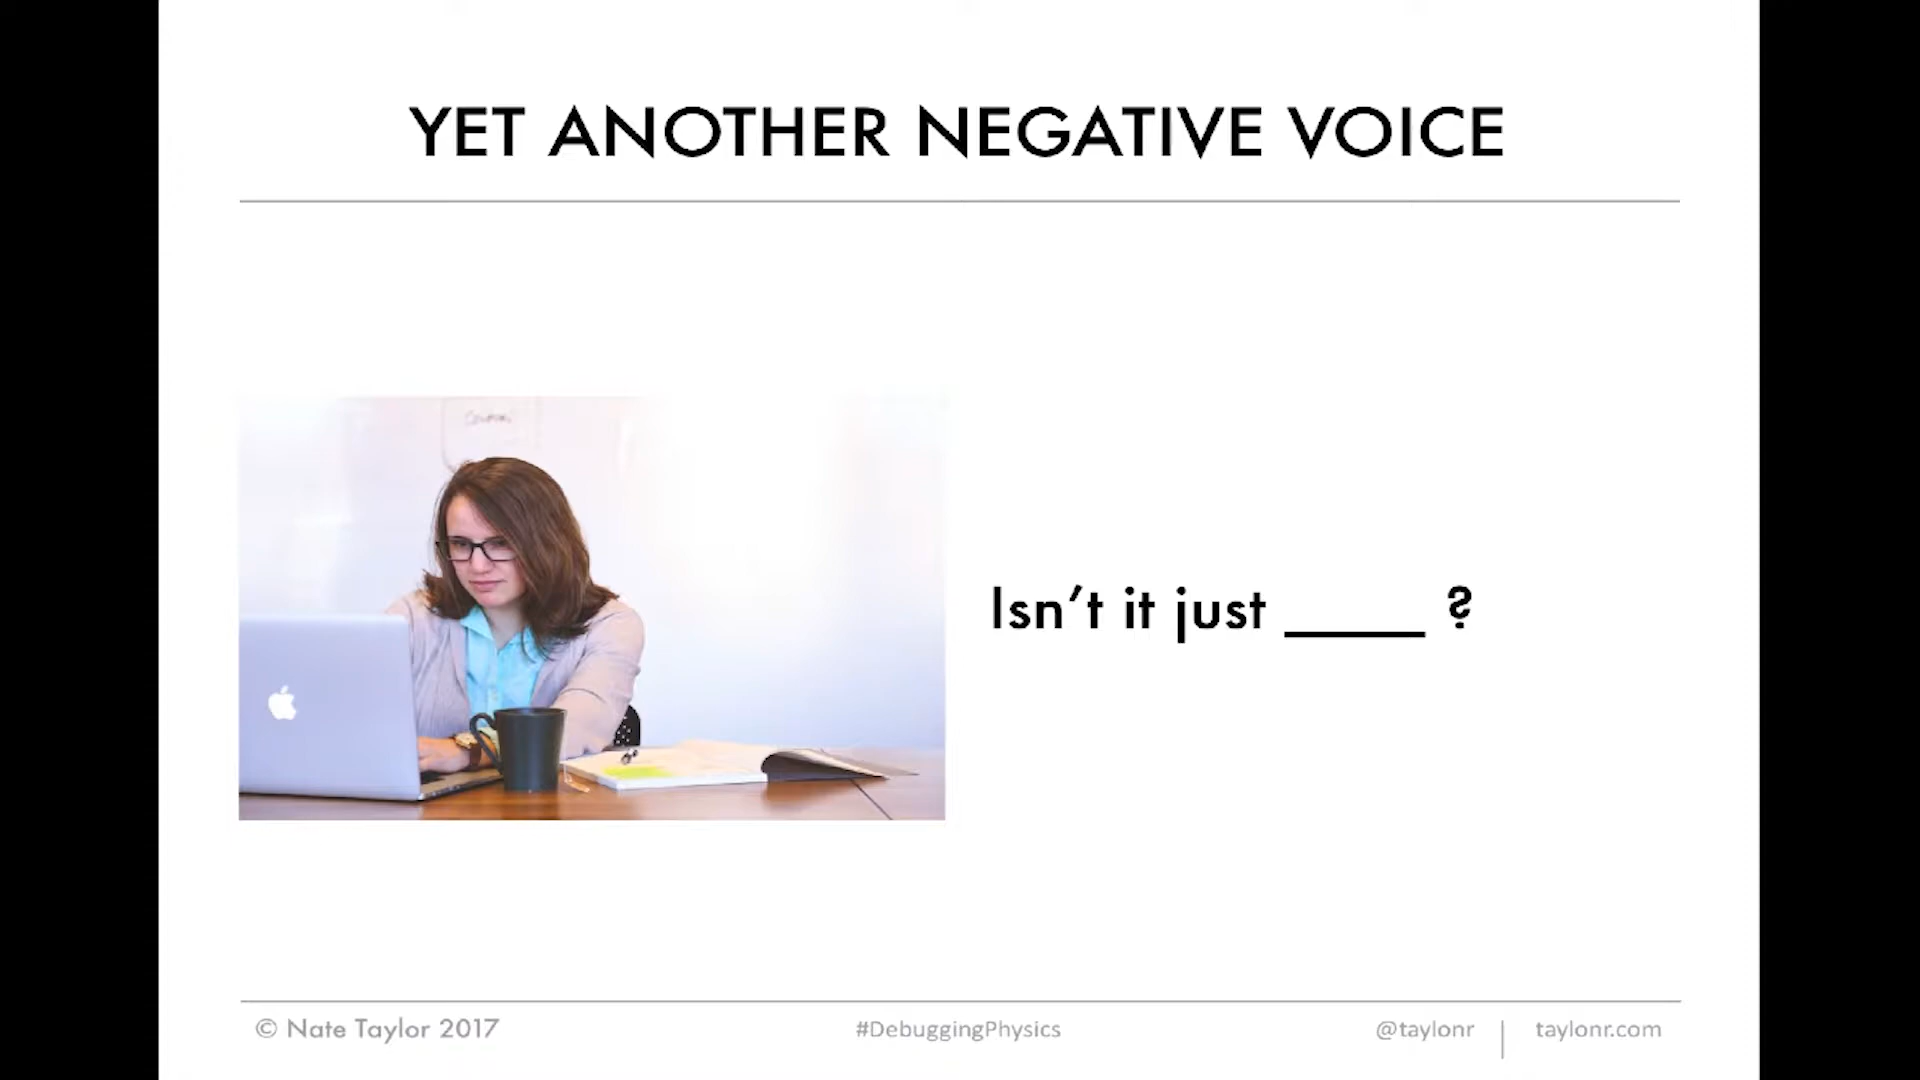 YET ANOTHER NEGATIVE VOICE
Isn’t it just _____ ?
© Nate Taylor 2017
#DebuggingPhysics
@taylonr | taylonr.com